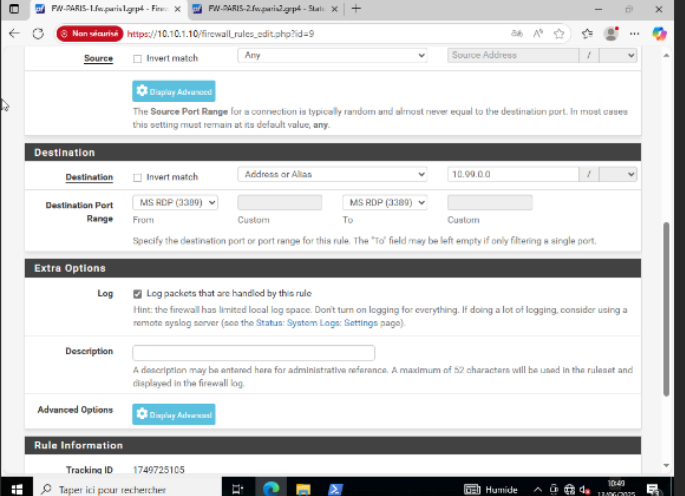 FW-PARIS-1.fw.paris1.grp4 - Firew
FW-PARIS-2.fw.paris2.grp4 - Statu
Non sécurisé https://10.10.1.10/firewall_rules_edit.php?id=9
Source Invert match Any Source Address /
Display Advanced
The Source Port Range for a connection is typically random and almost never equal to the destination port. In most cases
this setting must remain at its default value, any.
Destination
Destination Invert match Address or Alias 10.99.0.0 /
Destination Port Range MS RDP (3389) MS RDP (3389)
From Custom To Custom
Specify the destination port or port range for this rule. The "To" field may be left empty if only filtering a single port.
Extra Options
Log Log packets that are handled by this rule
Hint: the firewall has limited local log space. Don't turn on logging for everything. If doing a lot of logging, consider using a
remote syslog server (see the Status: System Logs: Settings page).
Description
A description may be entered here for administrative reference. A maximum of 52 characters will be used in the ruleset and
displayed in the firewall log.
Advanced Options Display Advanced
Rule Information
Tracking ID 1749725105
Taper ici pour rechercher Humide 10:49